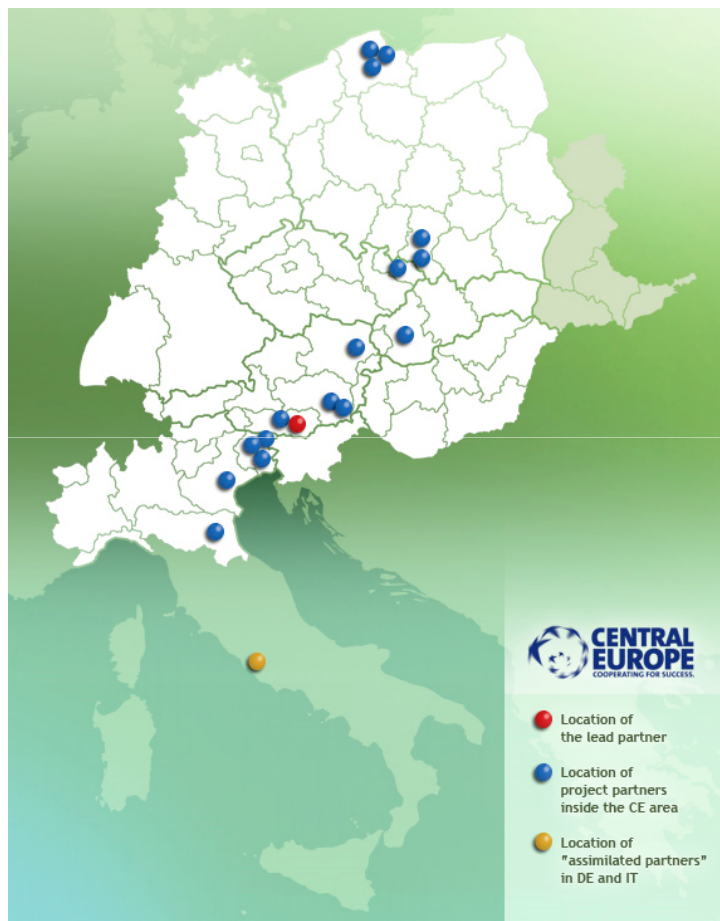 CENTRAL
EUROPE
COOPERATING FOR SUCCESS.
Location of
the lead partner
Location of
project partners
inside the CE area
Location of
"assimilated partners"
in DE and IT